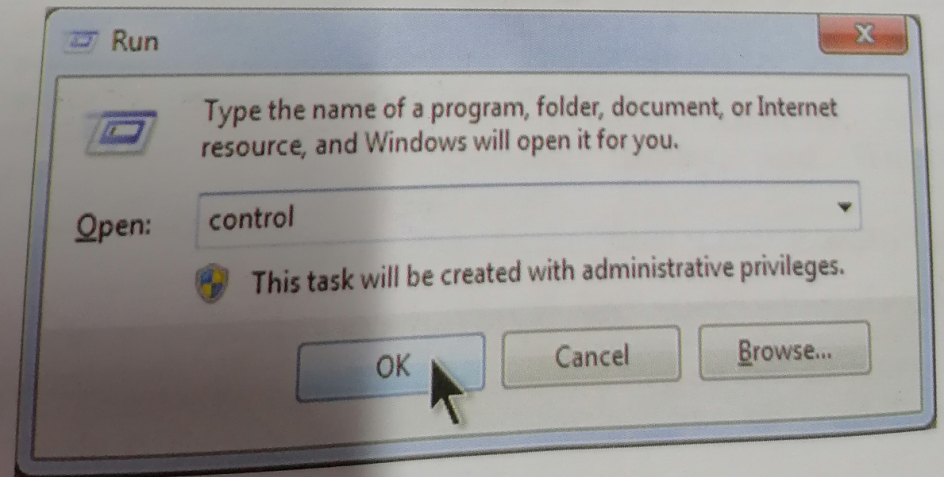 Run
Type the name of a program, folder, document, or Internet
resource, and Windows will open it for you.
Open: control
This task will be created with administrative privileges.
OK Cancel Browse...